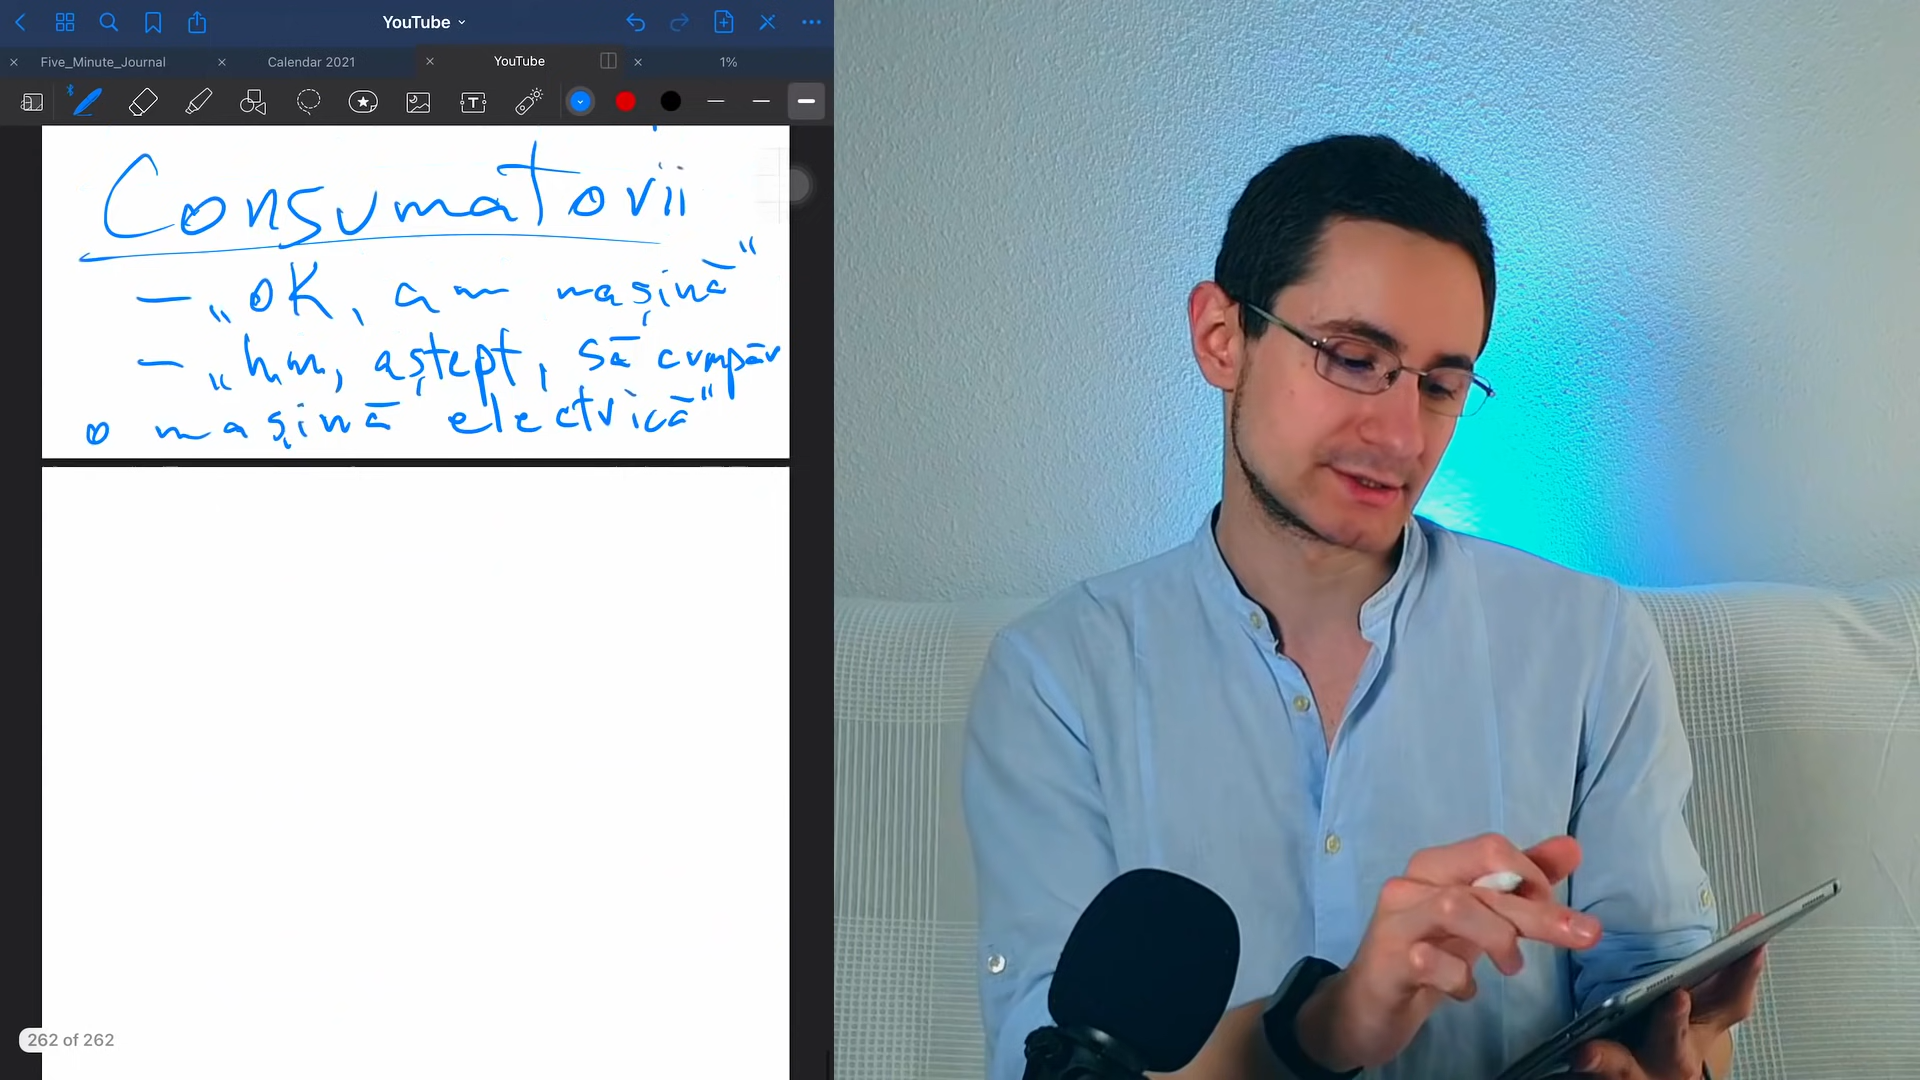 YouTube
Five_Minute_Journal
Calendar 2021
YouTube
1%
T
Consumatorii
— „OK, am mașină"
— „hm, aștept, să cumpăr
o mașină electrică"
262 of 262